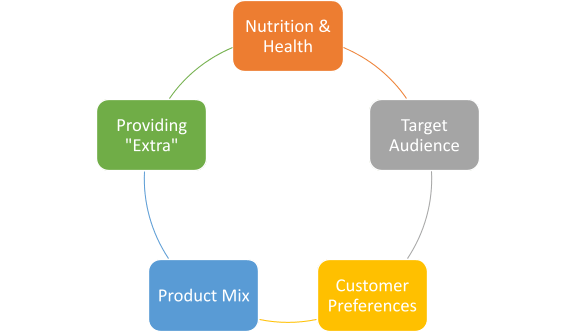 Nutrition &
Health
Target
Audience
Customer
Preferences
Product Mix
Providing
"Extra"